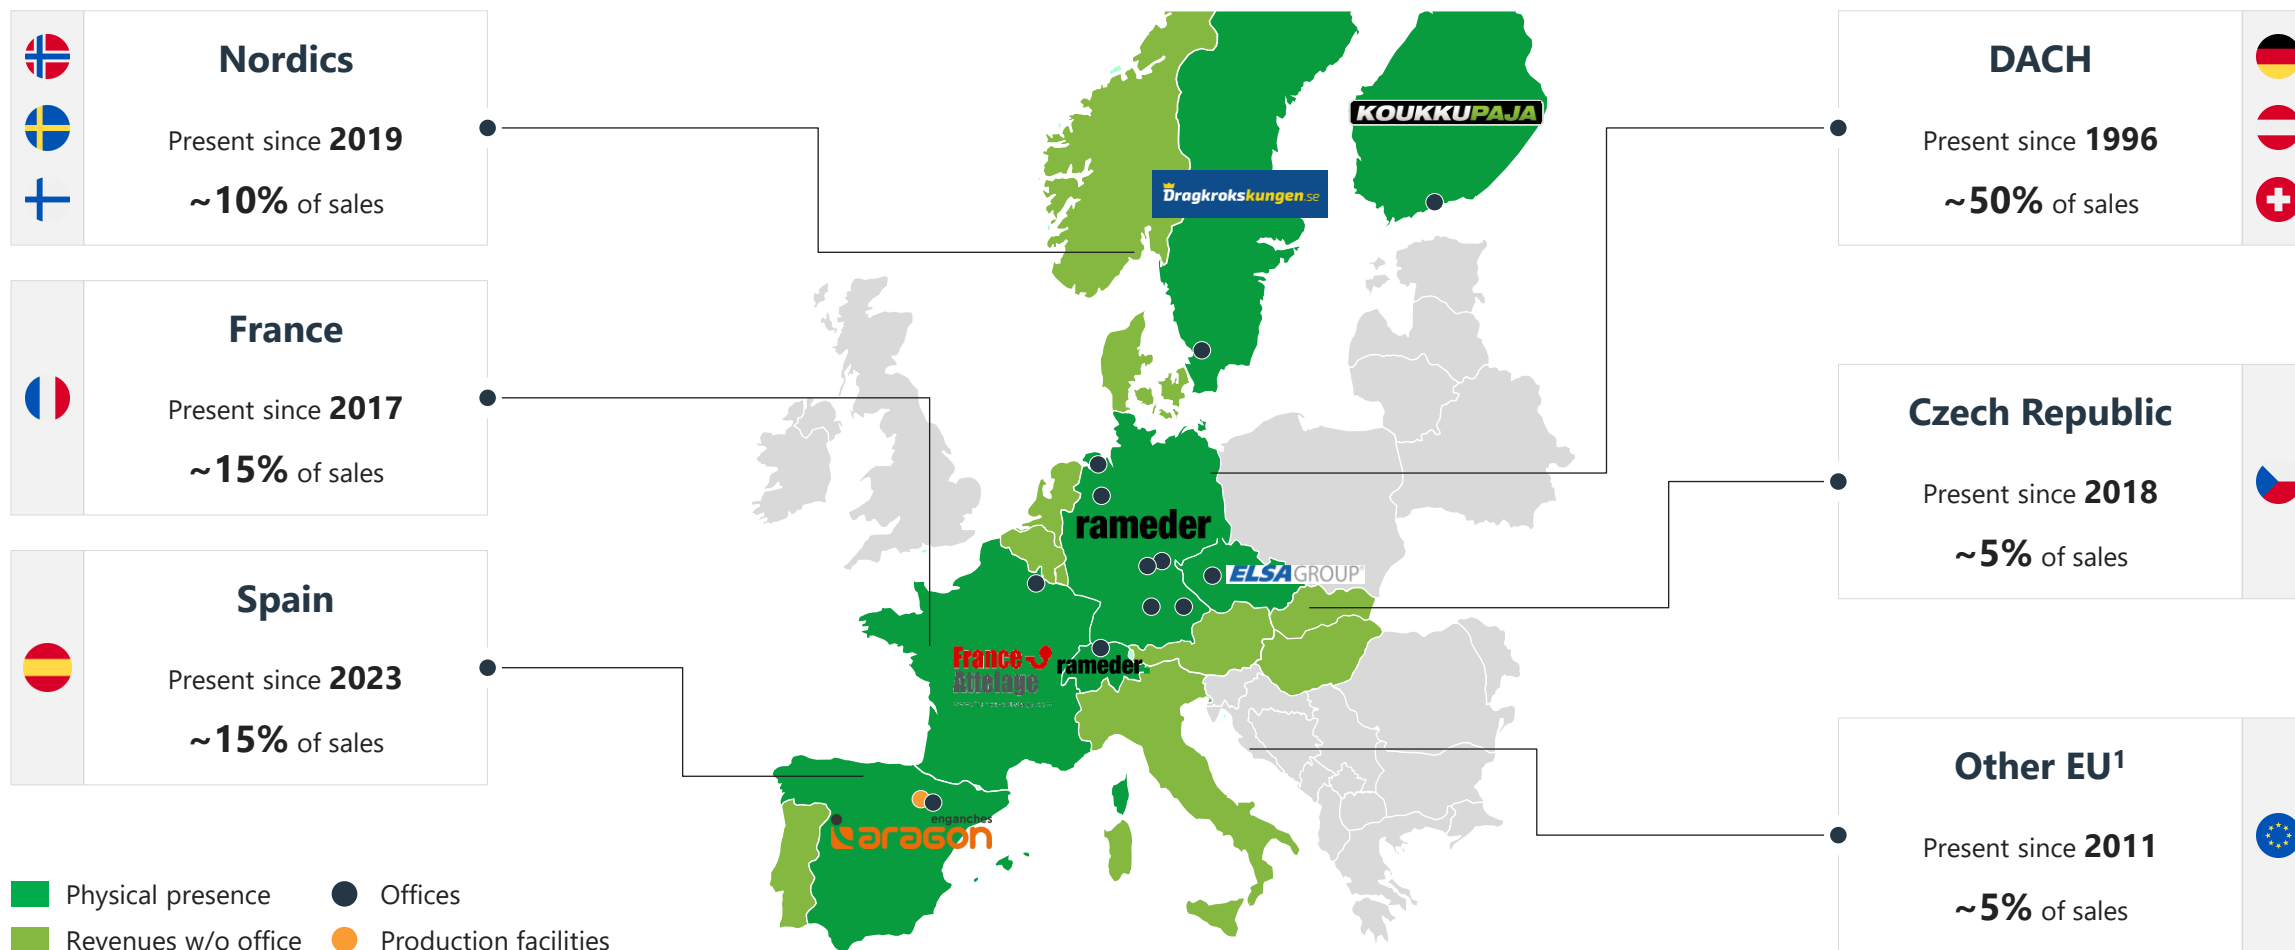 Nordics
Present since 2019
~10% of sales
France
Present since 2017
~15% of sales
Spain
Present since 2023
~15% of sales
Physical presence
Offices
Revenues w/o office
Production facilities
KOUKKUPAJA
Dragkrokskungen.se
rameder
ELSA GROUP
France
Attelage
rameder
enganches
aragon
DACH
Present since 1996
~50% of sales
Czech Republic
Present since 2018
~5% of sales
Other EU¹
Present since 2011
~5% of sales